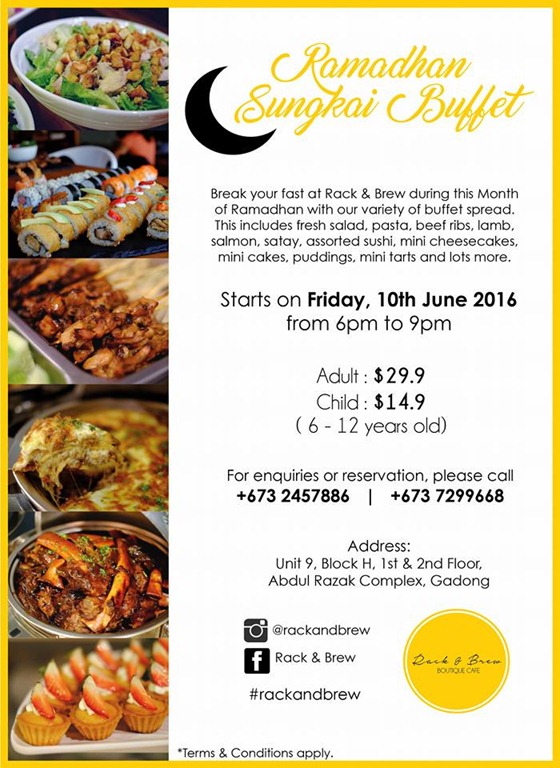 Ramadhan
Sungkai Buffet
Break your fast at Rack & Brew during this Month
of Ramadhan with our variety of buffet spread.
This includes fresh salad, pasta, beef ribs, lamb,
salmon, satay, assorted sushi, mini cheesecakes,
mini cakes, puddings, mini tarts and lots more.
Starts on Friday, 10th June 2016
from 6pm to 9pm
Adult : $29.9
Child : $14.9
( 6 - 12 years old)
For enquiries or reservation, please call
+673 2457886 | +673 7299668
Address:
Unit 9, Block H, 1st & 2nd Floor,
Abdul Razak Complex, Gadong
@rackandbrew
Rack & Brew
#rackandbrew
Rack & Brew
BOUTIQUE CAFE
*Terms & Conditions apply.